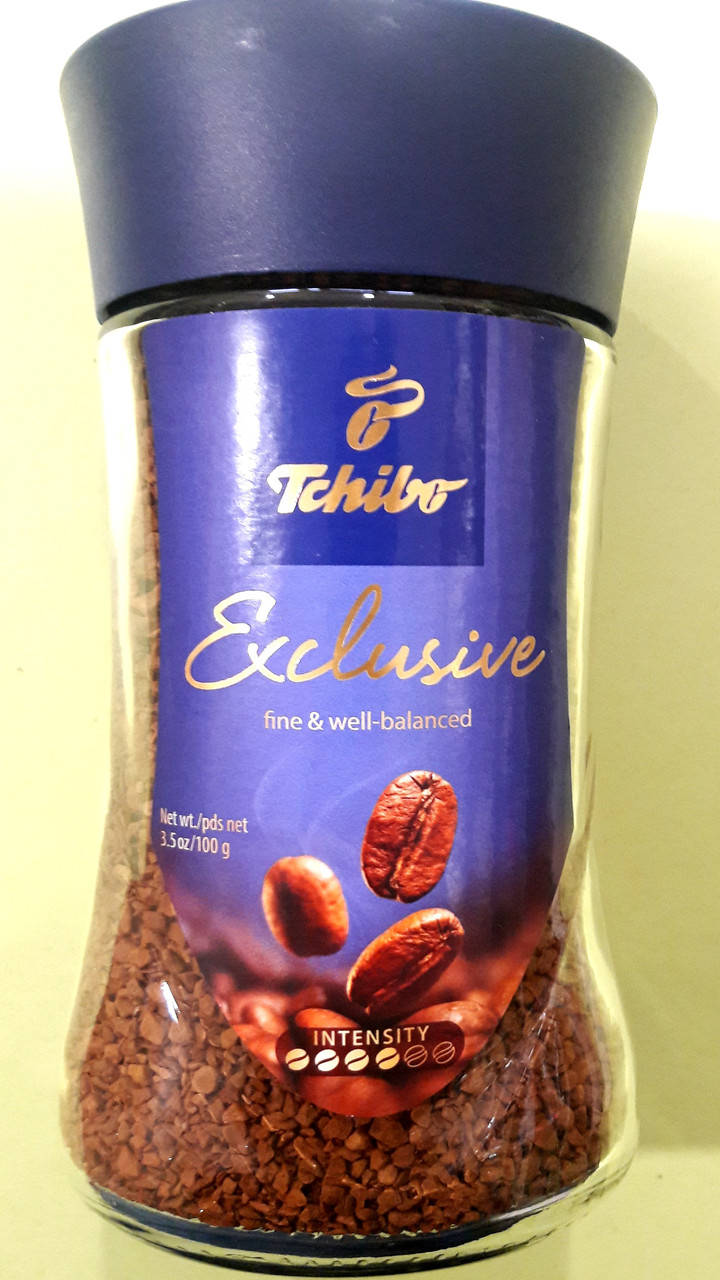 Tchibo
Exclusive
fine & well-balanced
Net wt./pds net
3.5 oz/100 g
INTENSITY